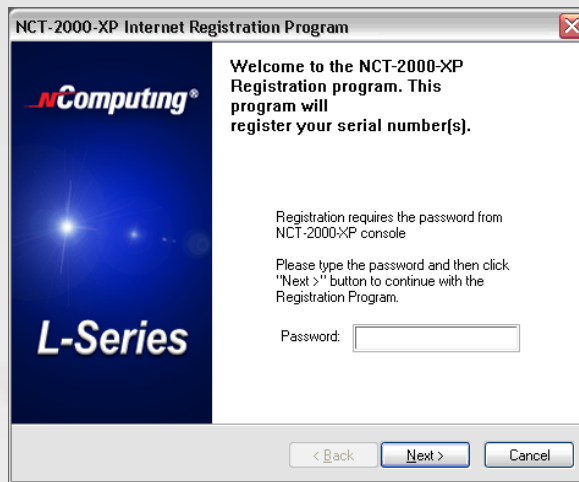 NCT-2000-XP Internet Registration Program
NComputing®
L-Series
Welcome to the NCT-2000-XP
Registration program. This
program will
register your serial number(s).
Registration requires the password from
NCT-2000-XP console
Please type the password and then click
"Next >" button to continue with the
Registration Program.
Password:
< Back
Next >
Cancel